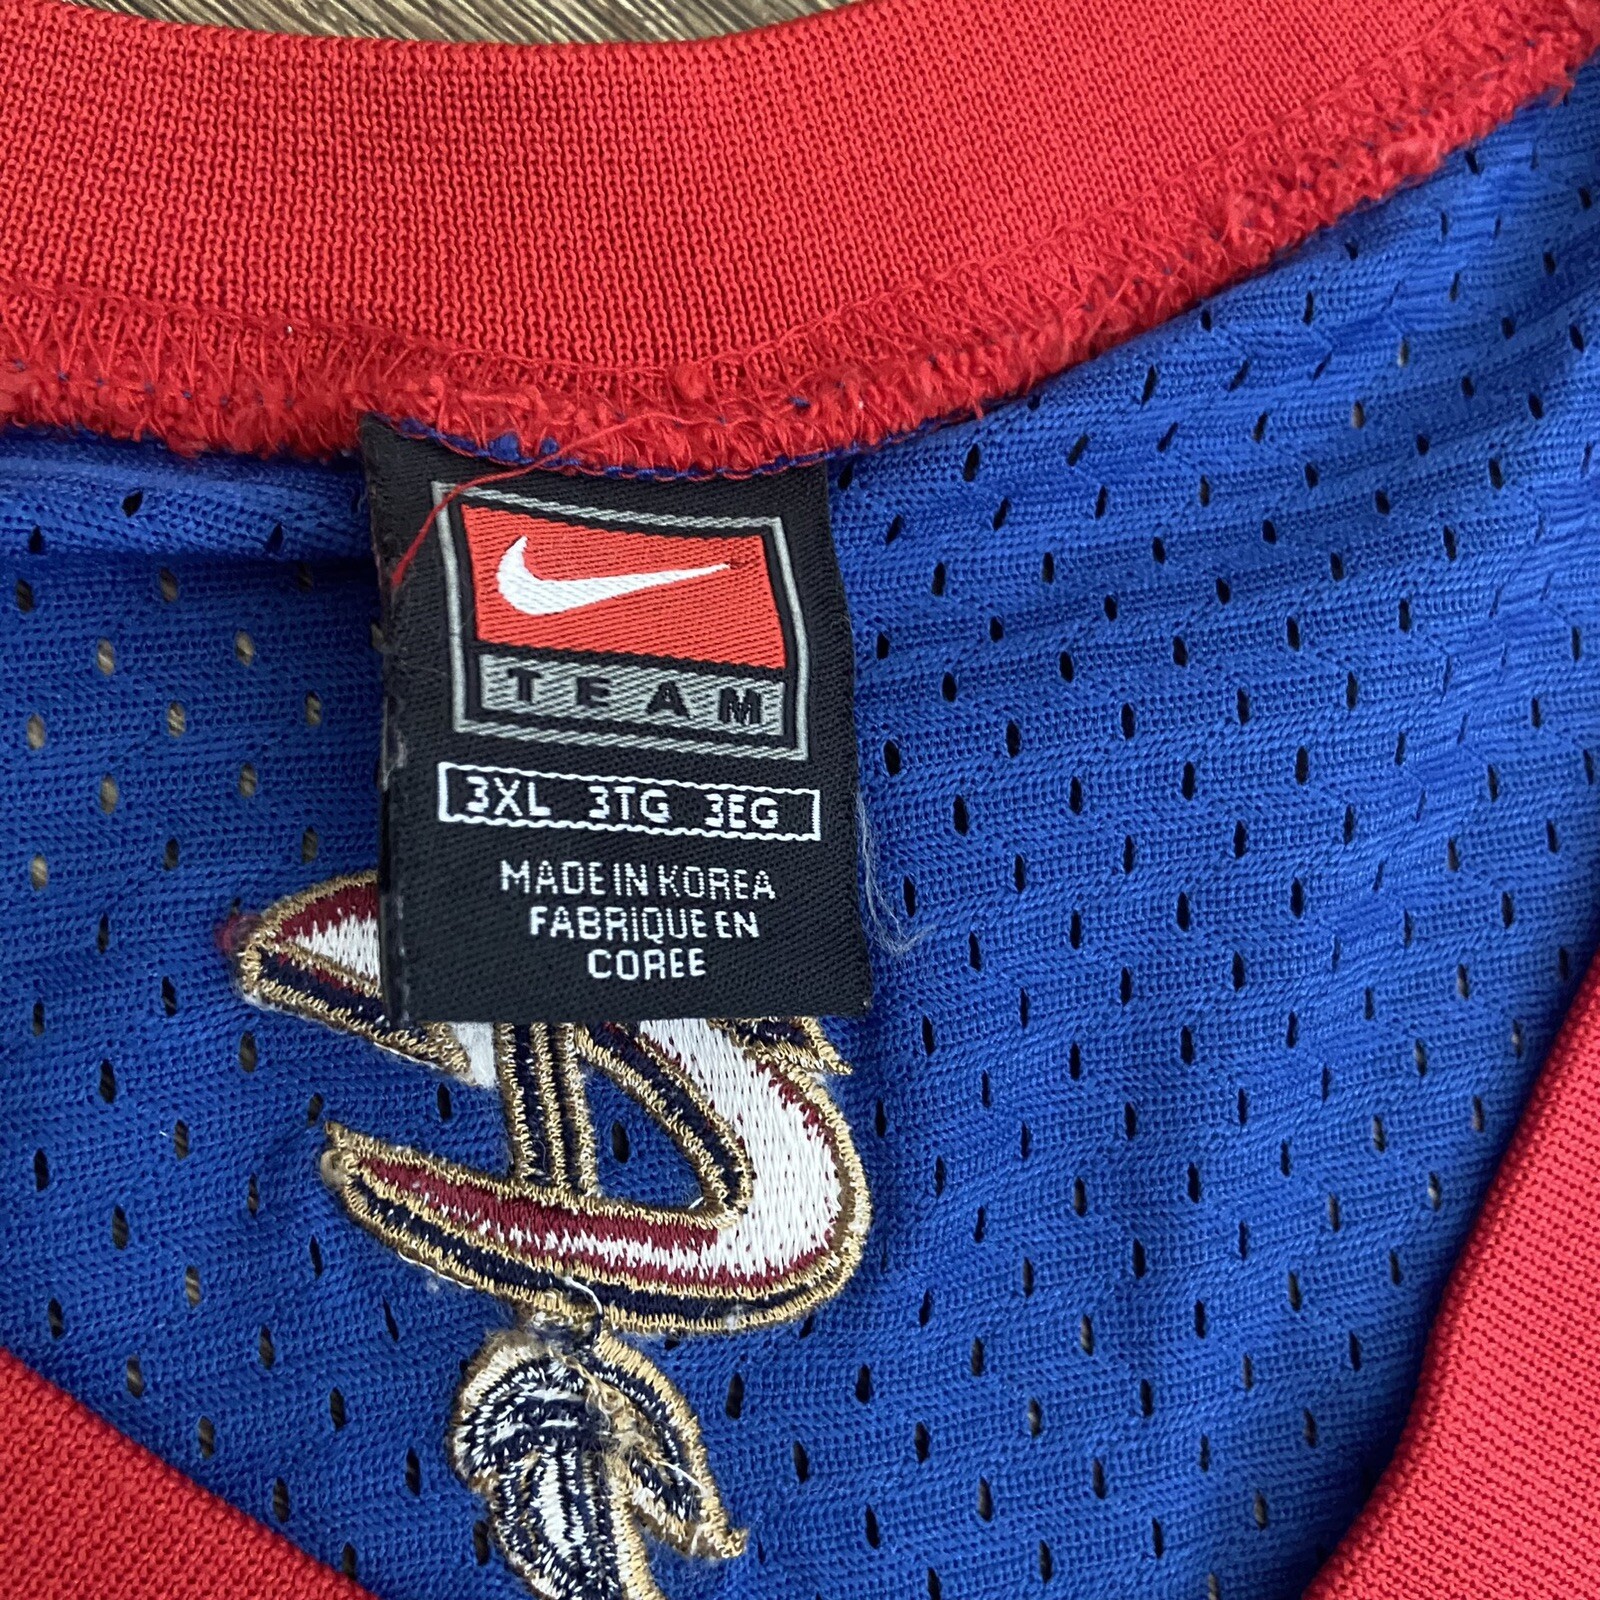 TEAM
3XL 3TG 3EG
MADE IN KOREA
FABRIQUE EN
COREE